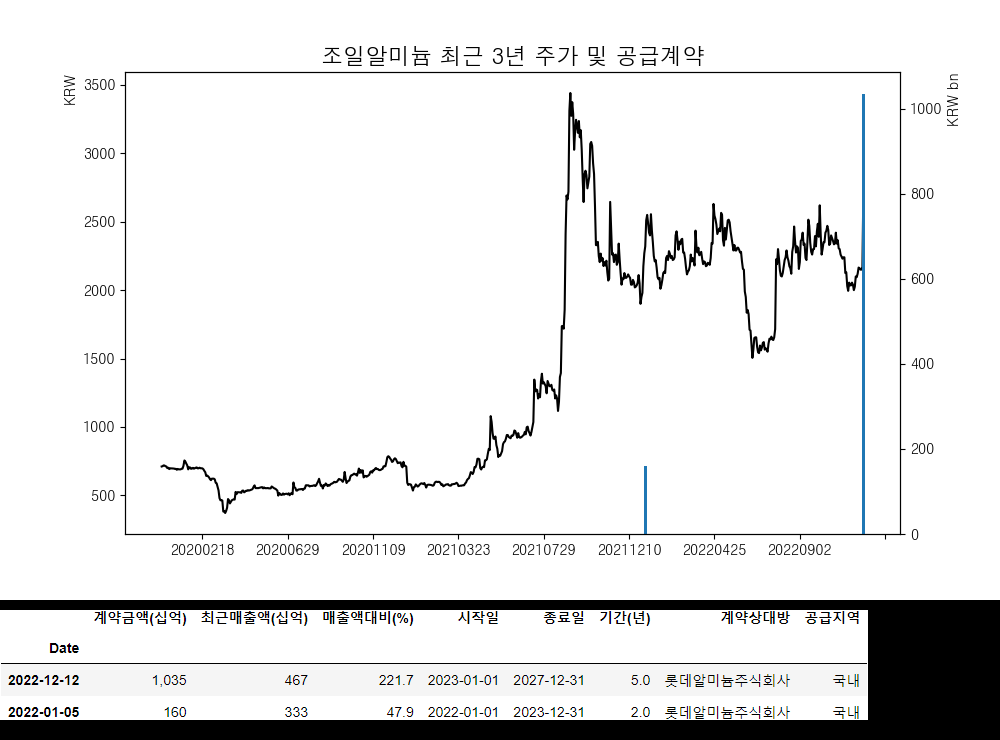 조일알미늄 최근 3년 주가 및 공급계약
KRW
KRW bn
3500
3000
2500
2000
1500
1000
500
1000
800
600
400
200
0
20200218 20200629 20201109 20210323 20210729 20211210 20220425 20220902
계약금액(십억) 최근매출액(십억) 매출액대비(%) 시작일 종료일 기간(년) 계약상대방 공급지역
Date
2022-12-12 1,035 467 221.7 2023-01-01 2027-12-31 5.0 롯데알미늄주식회사 국내
2022-01-05 160 333 47.9 2022-01-01 2023-12-31 2.0 롯데알미늄주식회사 국내